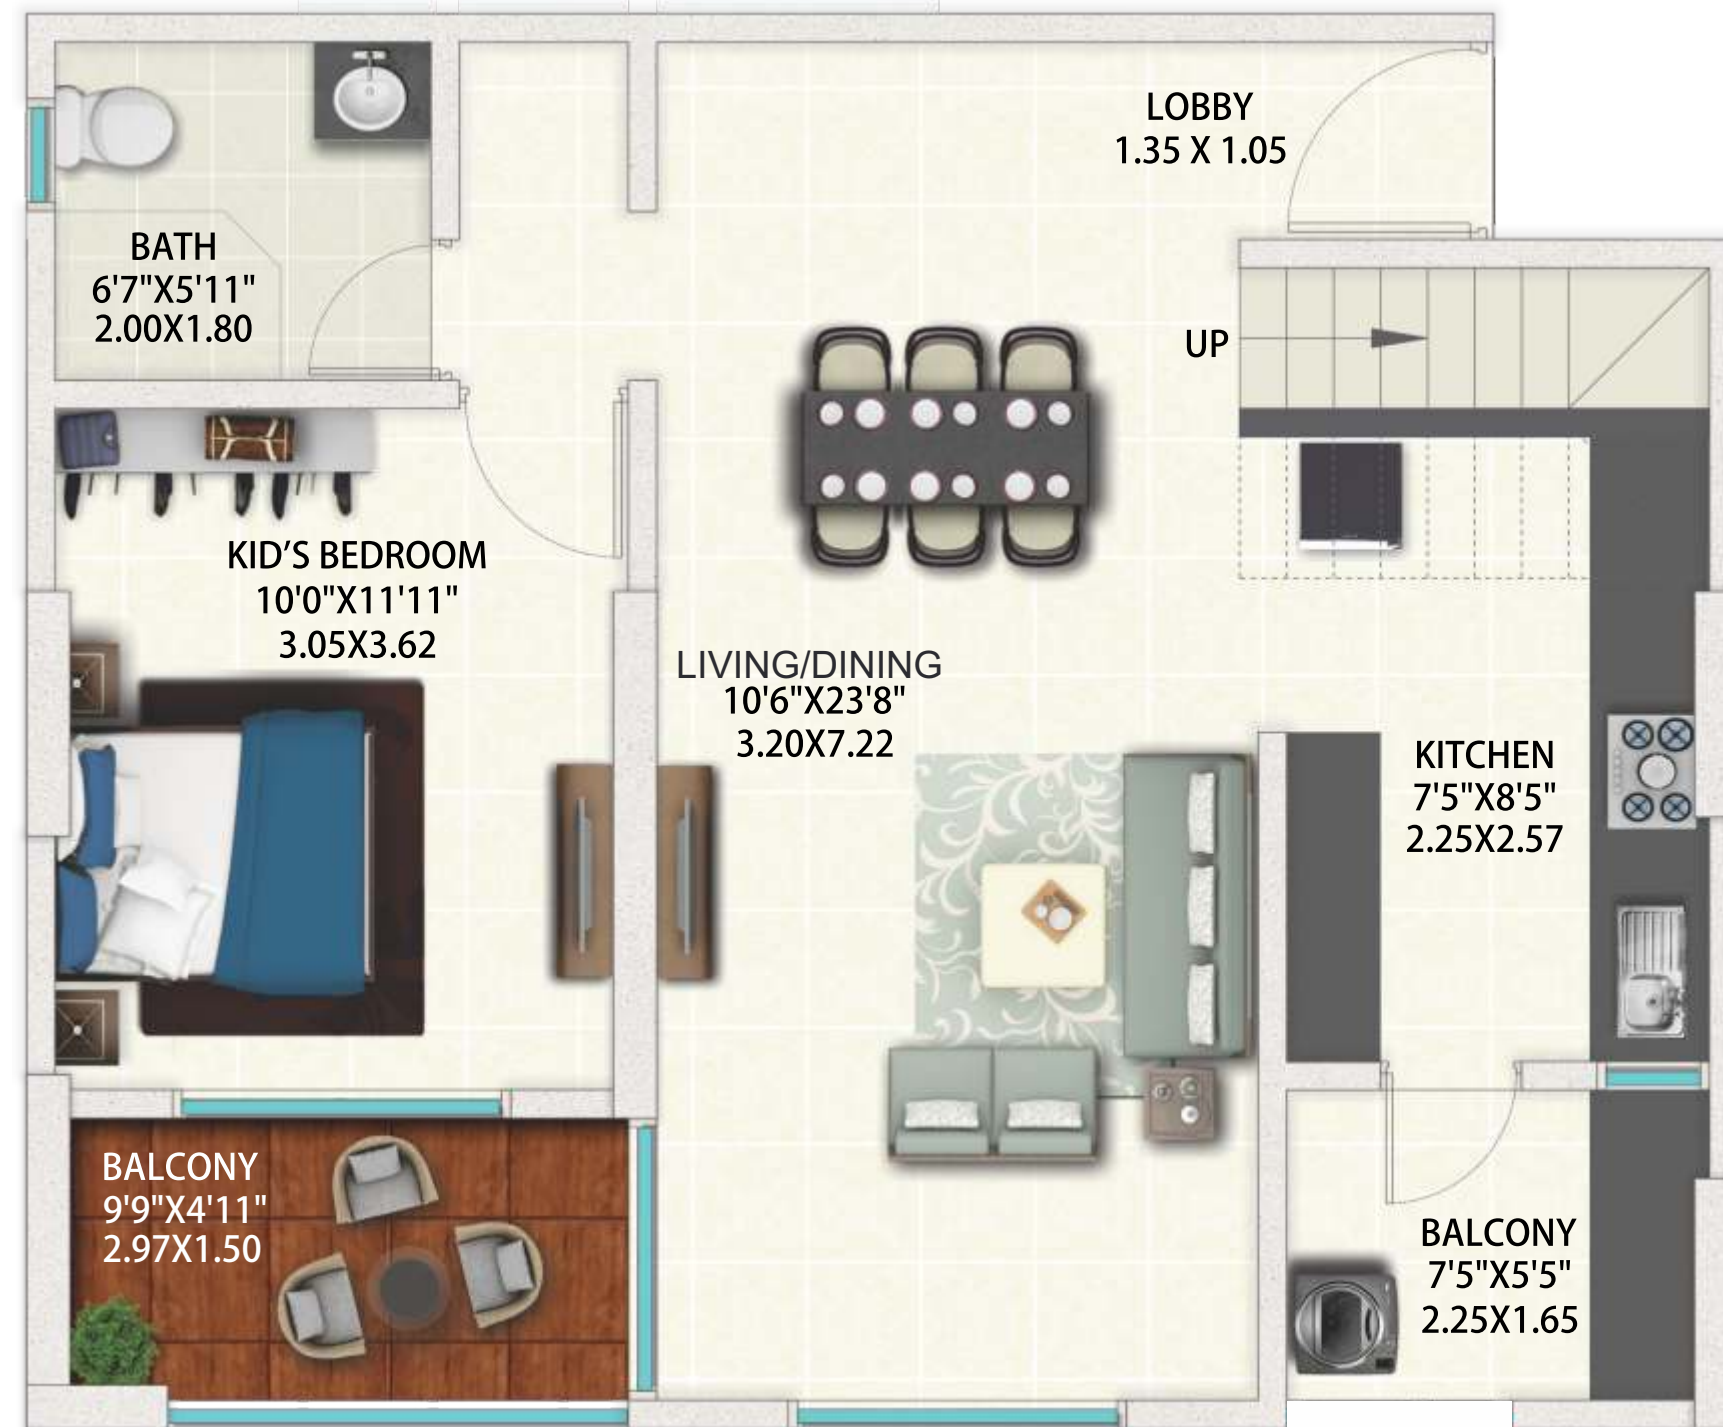 LOBBY
1.35 X 1.05
BATH
6'7"X5'11"
2.00X1.80
UP
KID'S BEDROOM
10'0"X11'11"
3.05X3.62
LIVING/DINING
10'6"X23'8"
3.20X7.22
KITCHEN
7'5"X8'5"
2.25X2.57
BALCONY
9'9"X4'11"
2.97X1.50
BALCONY
7'5"X5'5"
2.25X1.65